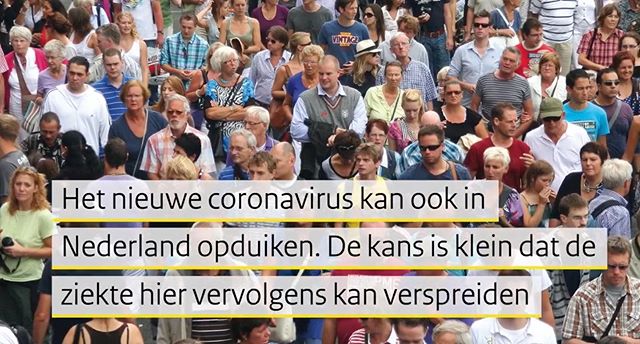 VINTAGE
Het nieuwe coronavirus kan ook in
Nederland opduiken. De kans is klein dat de
ziekte hier vervolgens kan verspreiden